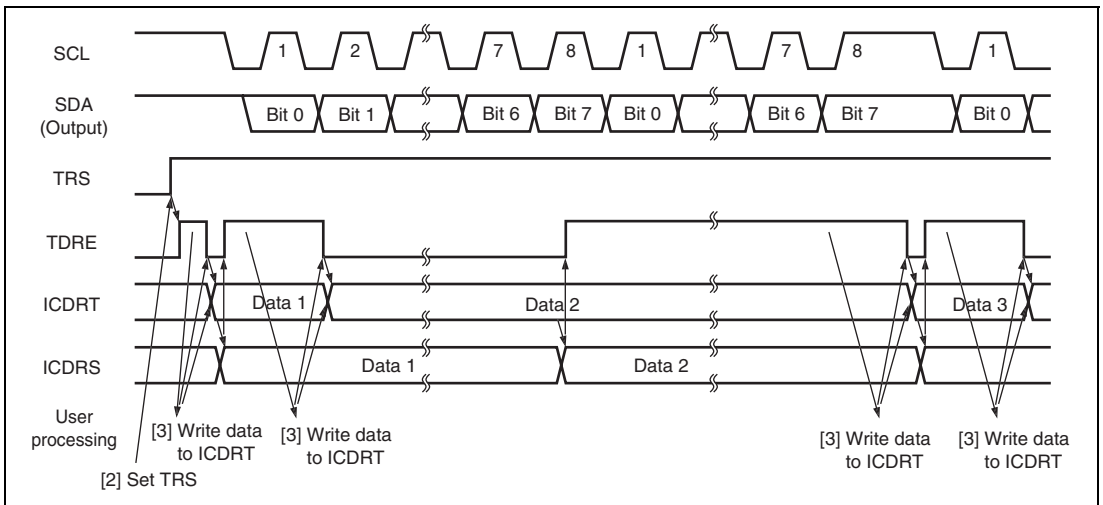 SCL 1 2 7 8 1 7 8 1
SDA
(Output) Bit 0 Bit 1 Bit 6 Bit 7 Bit 0 Bit 6 Bit 7 Bit 0
TRS
TDRE
ICDRT Data 1 Data 2 Data 3
ICDRS Data 1 Data 2
User
processing
[3] Write data
to ICDRT
[3] Write data
to ICDRT
[3] Write data
to ICDRT
[3] Write data
to ICDRT
[2] Set TRS